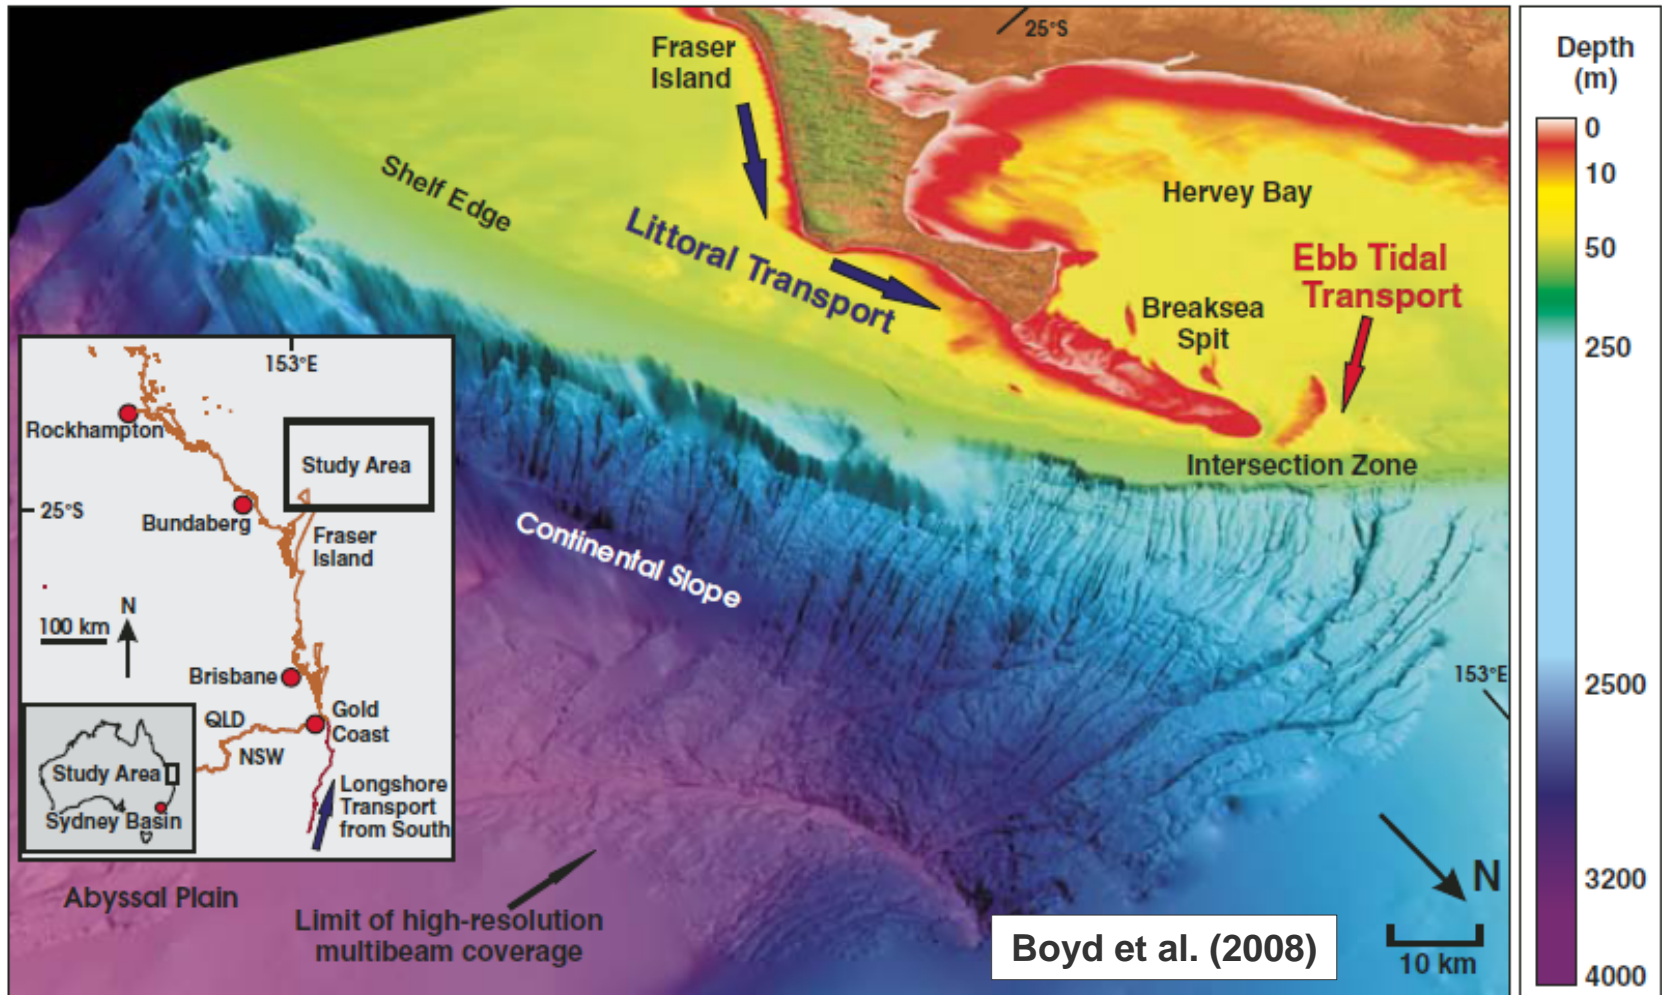 25°S
Fraser
Island
Shelf Edge
Littoral Transport
Hervey Bay
Ebb Tidal
Transport
Breaksea
Spit
Intersection Zone
Continental Slope
153°E
Abyssal Plain
Limit of high-resolution
multibeam coverage
Boyd et al. (2008)
N
10 km
153°E
Rockhampton
Study Area
25°S
Bundaberg
Fraser
Island
N
100 km
Brisbane
QLD
Gold
Coast
NSW
Study Area
Sydney Basin
Longshore
Transport
from South
Depth
(m)
0
10
50
250
2500
3200
4000